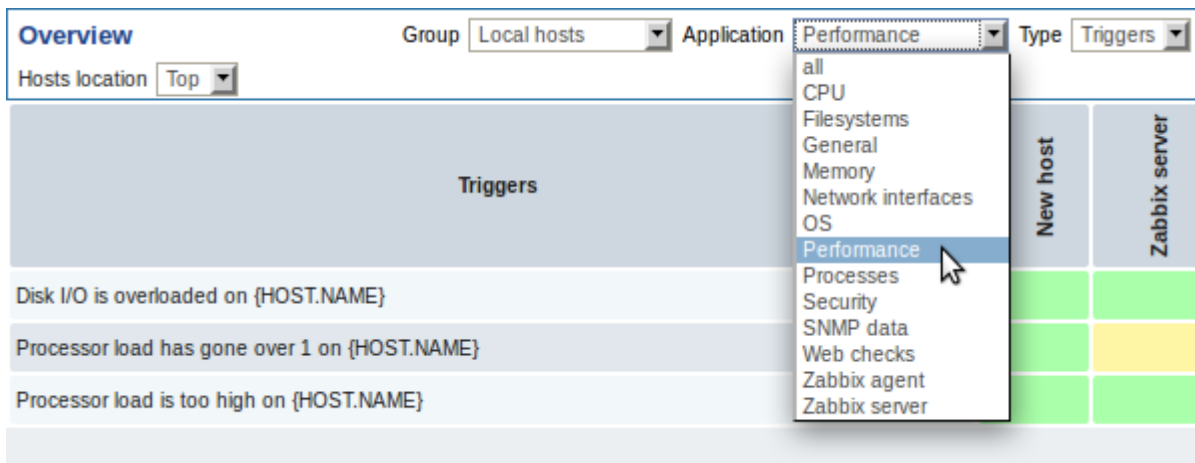 Overview Group Local hosts Application Performance Type Triggers
Hosts location Top
all
CPU
Filesystems
General
Memory
Network interfaces
OS
Performance
Processes
Security
SNMP data
Web checks
Zabbix agent
Zabbix server
Triggers New host Zabbix server
Disk I/O is overloaded on {HOST.NAME}
Processor load has gone over 1 on {HOST.NAME}
Processor load is too high on {HOST.NAME}